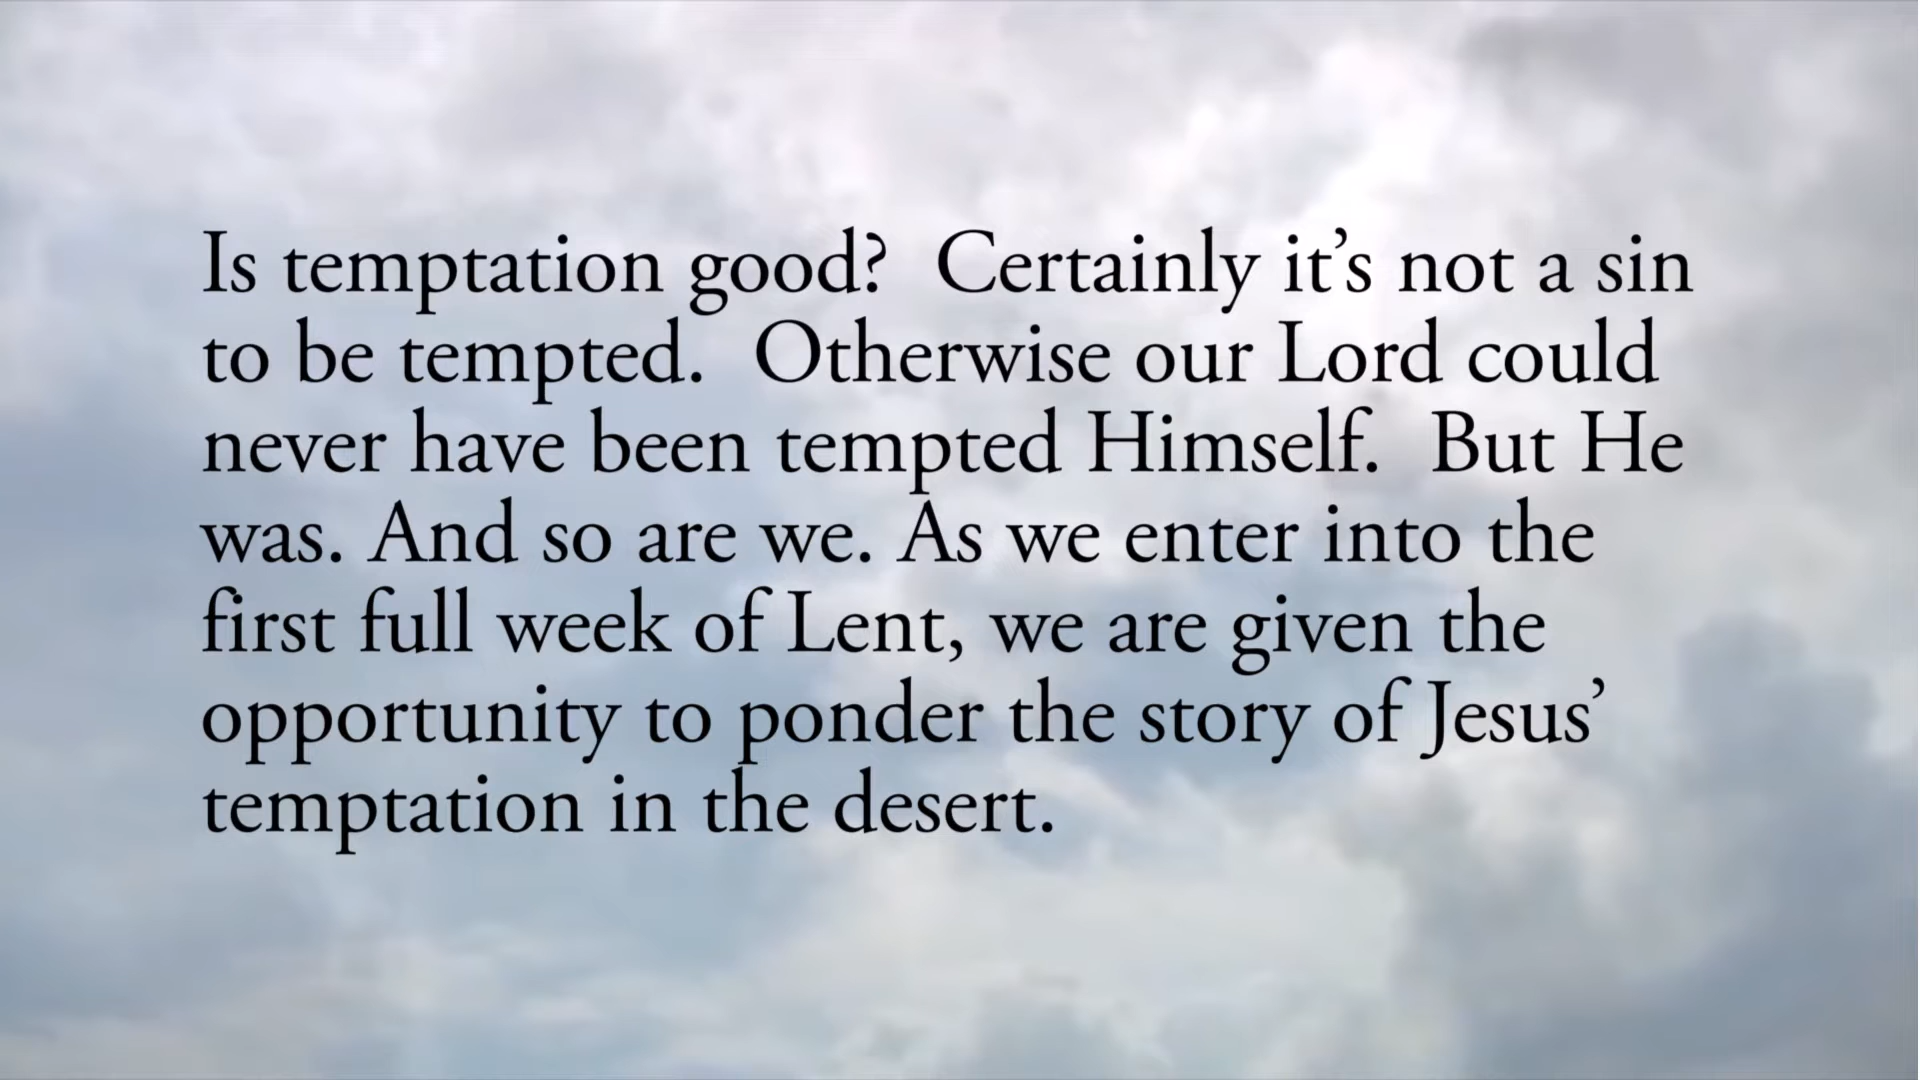 Is temptation good?  Certainly it’s not a sin
to be tempted.  Otherwise our Lord could
never have been tempted Himself.  But He
was. And so are we. As we enter into the
first full week of Lent, we are given the
opportunity to ponder the story of Jesus’
temptation in the desert.